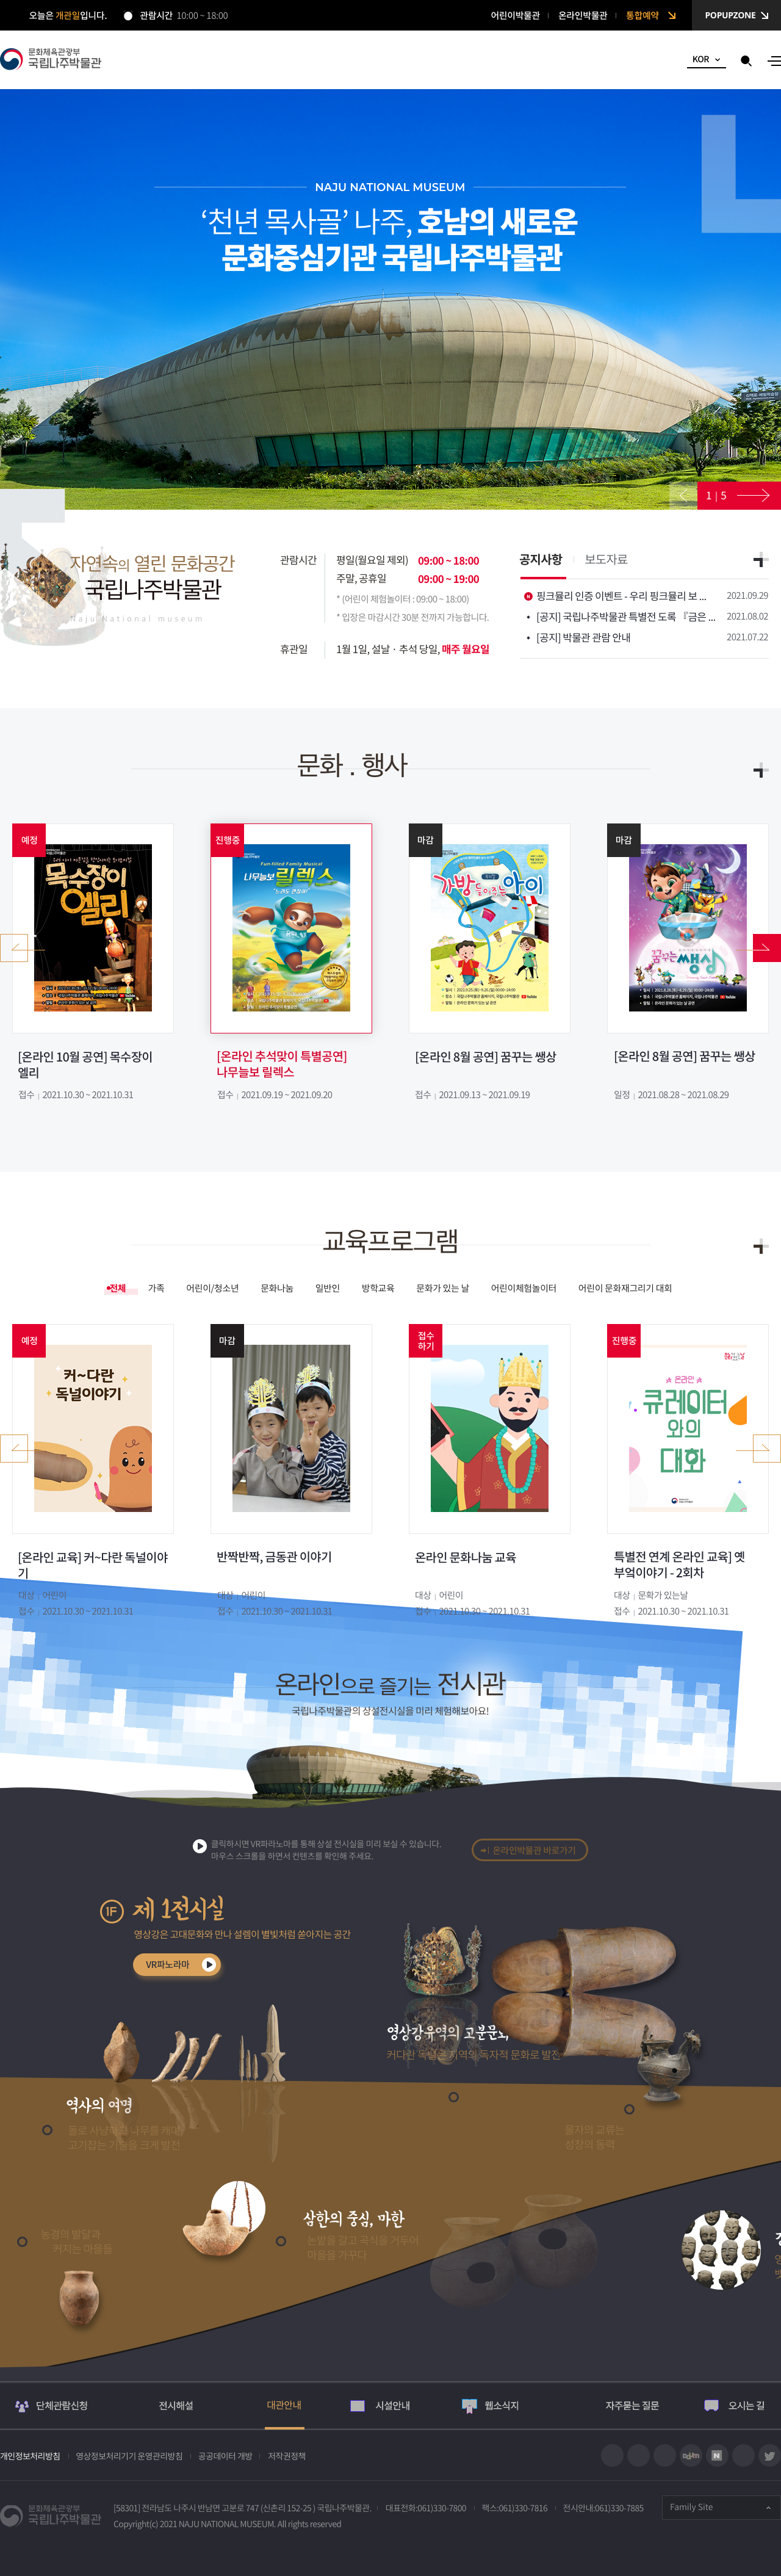 오늘은 개관일입니다. 관람시간 10:00 ~ 18:00
어린이박물관 온라인박물관 통합예약 POPUPZONE
문화체육관광부
국립나주박물관
KOR
NAJU NATIONAL MUSEUM
‘천년 목사골’ 나주, 호남의 새로운
문화중심기관 국립나주박물관
1 | 5
자연속의 열린 문화공간
국립나주박물관
Naju National museum
관람시간 평일(월요일 제외) 09:00 ~ 18:00
주말, 공휴일 09:00 ~ 19:00
* (어린이 체험놀이터 : 09:00 ~ 18:00)
* 입장은 마감시간 30분 전까지 가능합니다.
휴관일 1월 1일, 설날 · 추석 당일, 매주 월요일
공지사항 보도자료
핑크뮬리 인증 이벤트 - 우리 핑크뮬리 보 ... 2021.09.29
[공지] 국립나주박물관 특별전 도록 『금은 ... 2021.08.02
[공지] 박물관 관람 안내 2021.07.22
문화 . 행사
예정
목수장이
엘리
진행중
Fun-filled Family Musical
나무늘보 릴렉스
마감
가방 들어주는 아이
마감
꿈꾸는 쌩상
[온라인 10월 공연] 목수장이
엘리
접수 | 2021.10.30 ~ 2021.10.31
[온라인 추석맞이 특별공연]
나무늘보 릴렉스
접수 | 2021.09.19 ~ 2021.09.20
[온라인 8월 공연] 꿈꾸는 쌩상
접수 | 2021.09.13 ~ 2021.09.19
[온라인 8월 공연] 꿈꾸는 쌩상
일정 | 2021.08.28 ~ 2021.08.29
교육프로그램
전체 가족 어린이/청소년 문화나눔 일반인 방학교육 문화가 있는 날 어린이체험놀이터 어린이 문화재그리기 대회
예정
커~다란
독널이야기
마감
접수
하기
진행중
온라인
큐레이터
와의
대화
[온라인 교육] 커~다란 독널이야
기
대상 | 어린이
접수 | 2021.10.30 ~ 2021.10.31
반짝반짝, 금동관 이야기
대상 | 어린이
접수 | 2021.10.30 ~ 2021.10.31
온라인 문화나눔 교육
대상 | 어린이
접수 | 2021.10.30 ~ 2021.10.31
특별전 연계 온라인 교육] 옛
부엌이야기 - 2회차
대상 | 문확가 있는날
접수 | 2021.10.30 ~ 2021.10.31
온라인으로 즐기는 전시관
국립나주박물관의 상설전시실을 미리 체험해보아요!
클릭하시면 VR파라노마를 통해 상설 전시실을 미리 보실 수 있습니다.
마우스 스크롤을 하면서 컨텐츠를 확인해 주세요.
온라인박물관 바로가기
1F 제 1전시실
영상강은 고대문화와 만나 설렘이 별빛처럼 쏟아지는 공간
VR파노라마
영상강유역의 고분문화
커다란 독널은 지역의 독자적 문화로 발전
역사의 여명
돌로 사냥하고 나무를 캐며,
고기잡는 기술을 크게 발전
물자의 교류는
성장의 동력
농경의 발달과
커지는 마을들
삼한의 중심, 마한
논밭을 갈고 곡식을 거두어
마을을 가꾸다
단체관람신청 전시해설 대관안내 시설안내 웹소식지 자주묻는 질문 오시는 길
개인정보처리방침 영상정보처리기기 운영관리방침 공공데이터 개방 저작권정책
문화체육관광부
국립나주박물관
[58301] 전라남도 나주시 반남면 고분로 747 (신촌리 152-25 ) 국립나주박물관. 대표전화:061)330-7800 팩스:061)330-7816 전시안내:061)330-7885
Copyright(c) 2021 NAJU NATIONAL MUSEUM. All rights reserved
Family Site